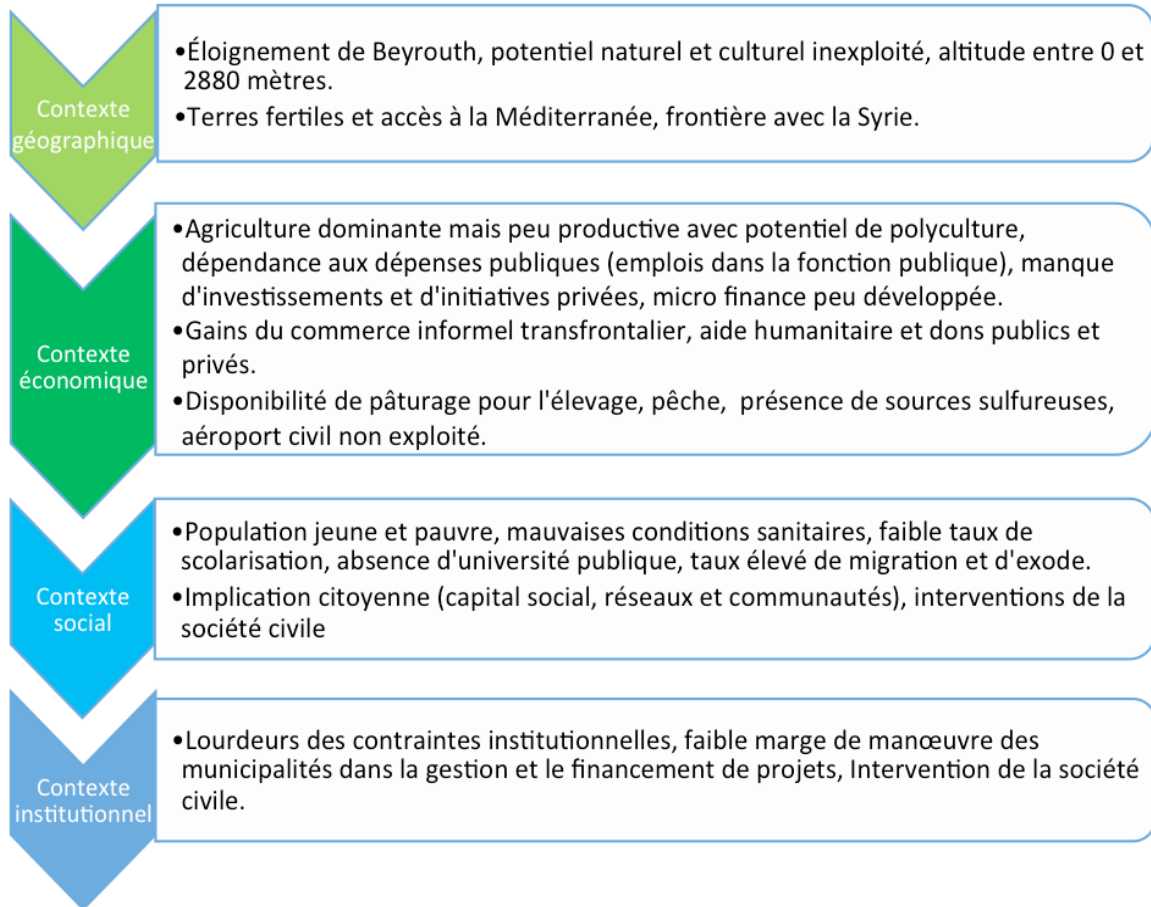 Contexte
géographique
•Éloignement de Beyrouth, potentiel naturel et culturel inexploité, altitude entre 0 et
2880 mètres.
•Terres fertiles et accès à la Méditerranée, frontière avec la Syrie.
Contexte
économique
•Agriculture dominante mais peu productive avec potentiel de polyculture,
dépendance aux dépenses publiques (emplois dans la fonction publique), manque
d'investissements et d'initiatives privées, micro finance peu développée.
•Gains du commerce informel transfrontalier, aide humanitaire et dons publics et
privés.
•Disponibilité de pâturage pour l'élevage, pêche, présence de sources sulfureuses,
aéroport civil non exploité.
Contexte
social
•Population jeune et pauvre, mauvaises conditions sanitaires, faible taux de
scolarisation, absence d'université publique, taux élevé de migration et d'exode.
•Implication citoyenne (capital social, réseaux et communautés), interventions de la
société civile
Contexte
institutionnel
•Lourdeurs des contraintes institutionnelles, faible marge de manœuvre des
municipalités dans la gestion et le financement de projets, Intervention de la société
civile.